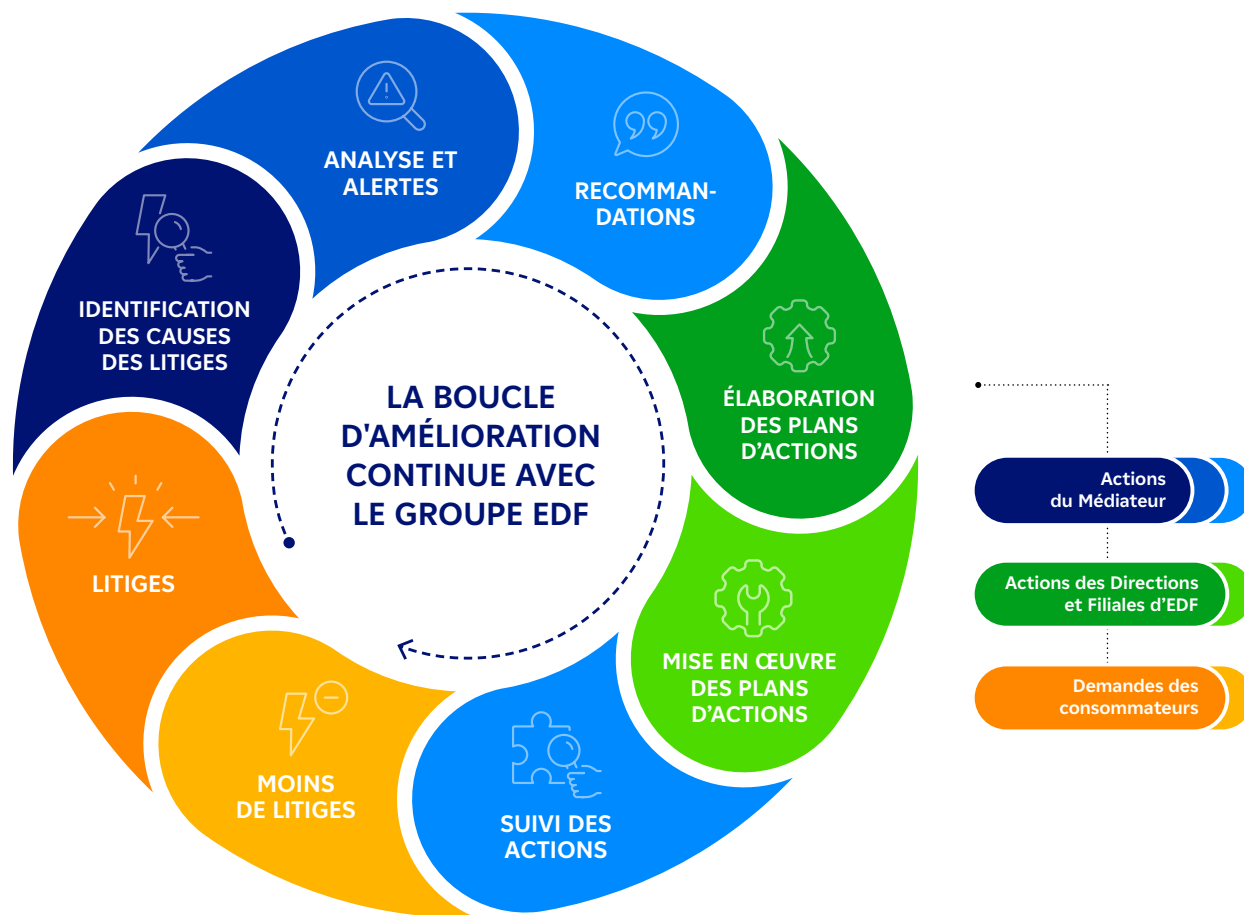 ANALYSE ET
ALERTES
RECOMMAN-
DATIONS
IDENTIFICATION
DES CAUSES
DES LITIGES
ÉLABORATION
DES PLANS
D’ACTIONS
LA BOUCLE
D'AMÉLIORATION
CONTINUE AVEC
LE GROUPE EDF
LITIGES
MISE EN ŒUVRE
DES PLANS
D’ACTIONS
MOINS
DE LITIGES
SUIVI DES
ACTIONS
Actions
du Médiateur
Actions des Directions
et Filiales d’EDF
Demandes des
consommateurs